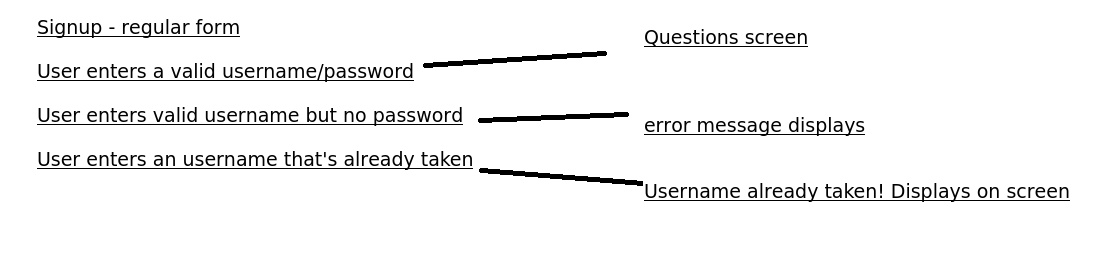 Signup - regular form
Questions screen
User enters a valid username/password
User enters valid username but no password
error message displays
User enters an username that's already taken
Username already taken! Displays on screen